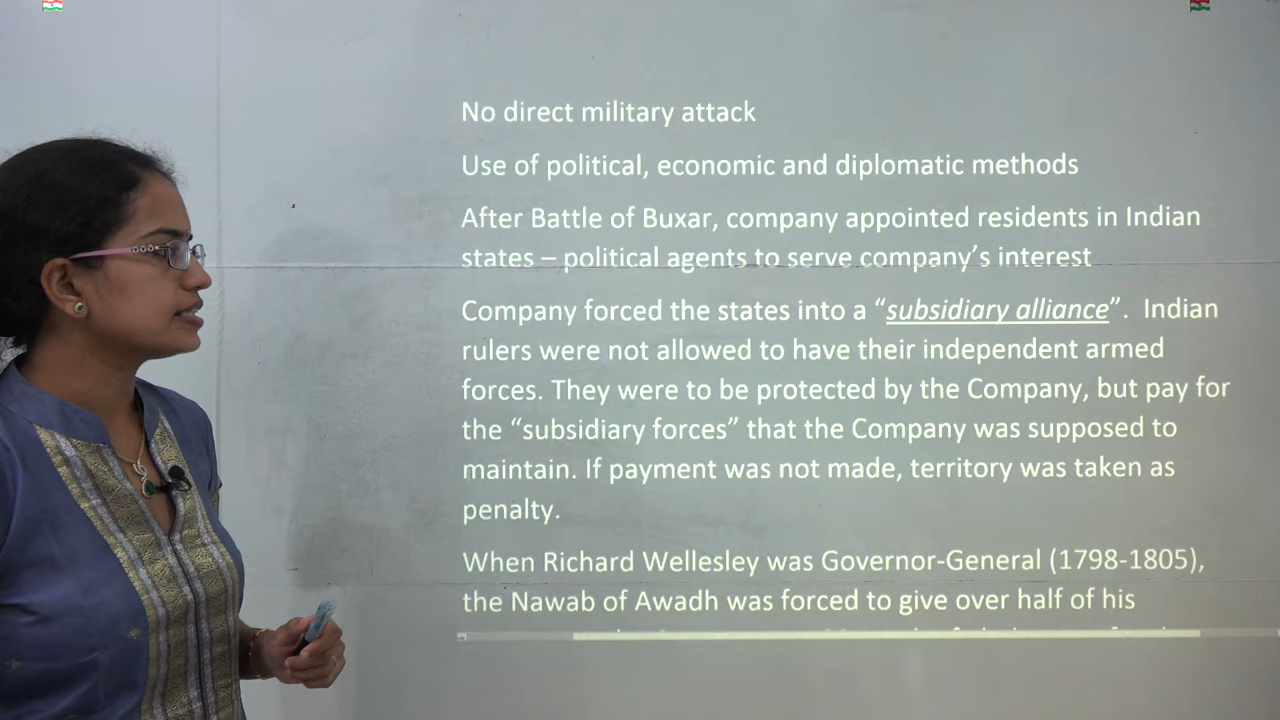 No direct military attack
Use of political, economic and diplomatic methods
After Battle of Buxar, company appointed residents in Indian
states – political agents to serve company’s interest
Company forced the states into a “subsidiary alliance”.  Indian
rulers were not allowed to have their independent armed
forces. They were to be protected by the Company, but pay for
the “subsidiary forces” that the Company was supposed to
maintain. If payment was not made, territory was taken as
penalty.
When Richard Wellesley was Governor-General (1798-1805),
the Nawab of Awadh was forced to give over half of his